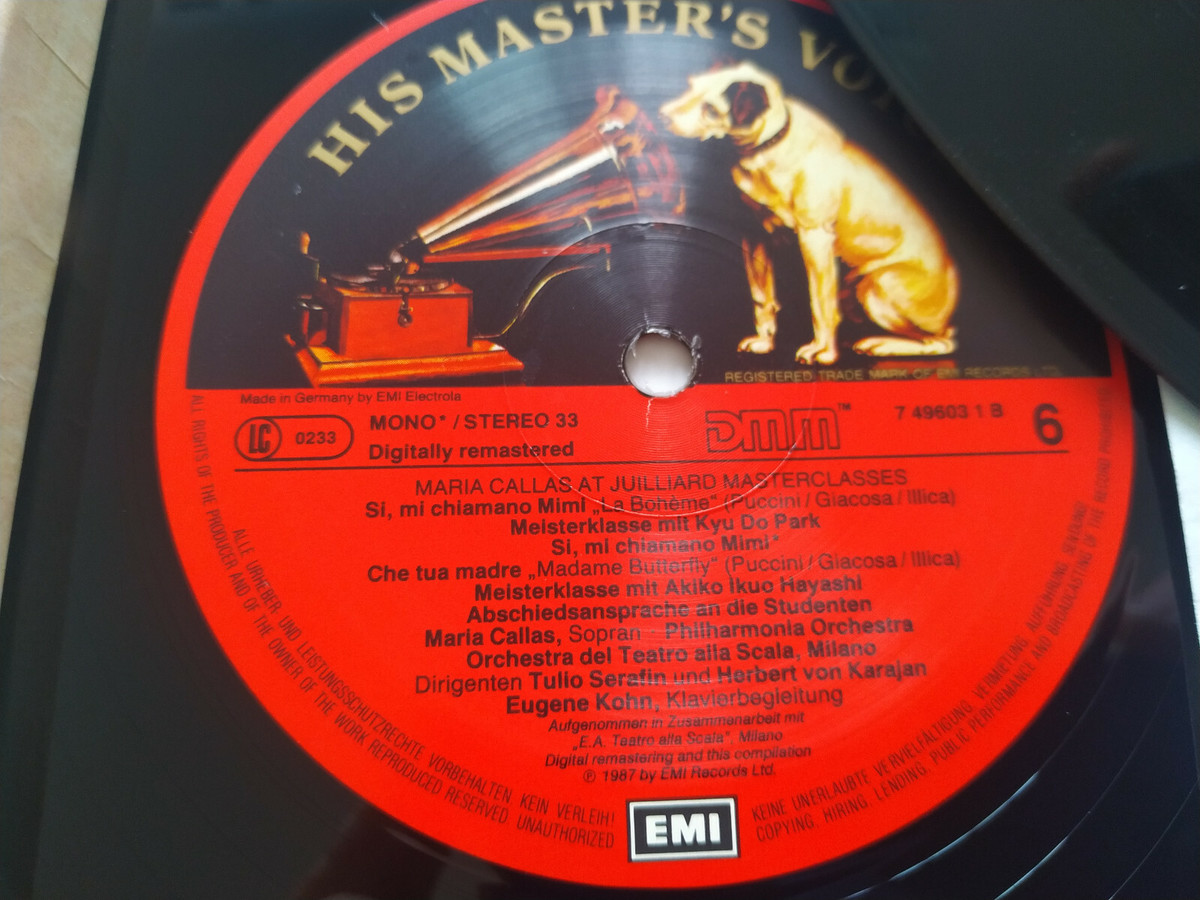 HIS MASTER'S VO
REGISTERED TRADE MARK OF EMI RECORDS LTD
Made in Germany by EMI Electrola
LC 0233
MONO* / STEREO 33
Digitally remastered
DMM™
7 49603 1 B
6
MARIA CALLAS AT JUILLIARD MASTERCLASSES
Si, mi chiamano Mimi „La Bohème" (Puccini / Giacosa / Illica)
Meisterklasse mit Kyu Do Park
Si, mi chiamano Mimi*
Che tua madre „Madame Butterfly" (Puccini / Giacosa / Illica)
Meisterklasse mit Akiko Ikuo Hayashi
Abschiedsansprache an die Studenten
Maria Callas, Sopran Philharmonia Orchestra
Orchestra del Teatro alla Scala, Milano
Dirigenten Tulio Serafin und Herbert von Karajan
Eugene Kohn, Klavierbegleitung
Aufgenommen in Zusammenarbeit mit
„E.A. Teatro alla Scala", Milano
Digital remastering and this compilation
℗ 1987 by EMI Records Ltd.
EMI
ALLE URHEBER- UND LEISTUNGSSCHUTZRECHTE VORBEHALTEN KEIN VERLEIH! KEINE UNERLAUBTE VERVIELFÄLTIGUNG, VERMIETUNG, AUFFÜHRUNG, SENDUNG
ALL RIGHTS OF THE PRODUCER AND OF THE OWNER OF THE WORK REPRODUCED RESERVED UNAUTHORIZED COPYING, HIRING, LENDING, PUBLIC PERFORMANCE AND BROADCASTING OF THE RECORD PROHIBITED